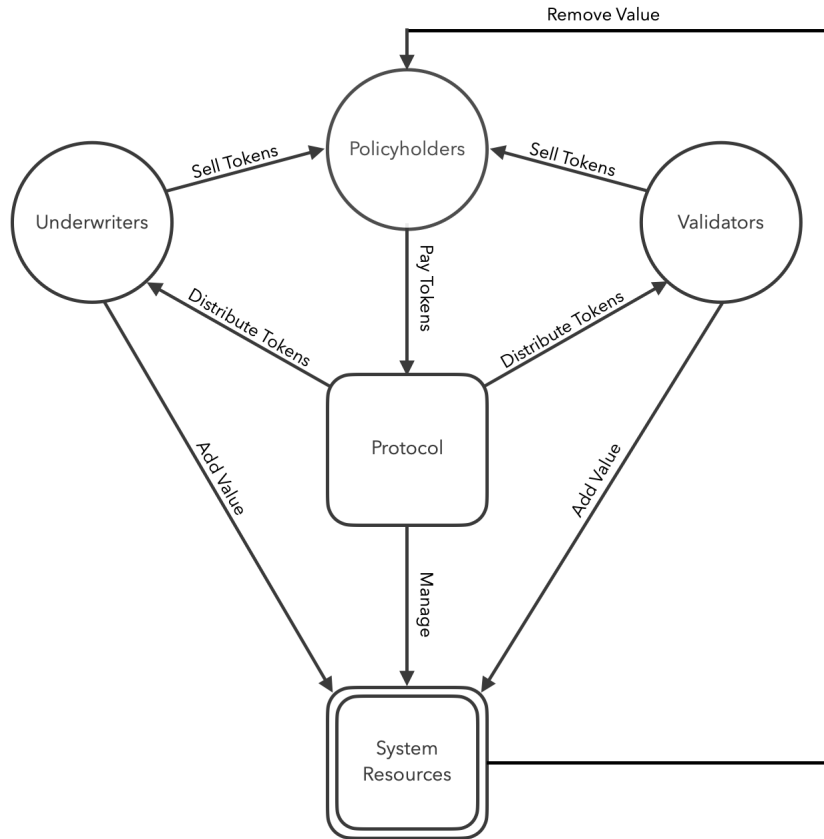 Remove Value
Policyholders
Sell Tokens
Sell Tokens
Underwriters
Validators
Pay Tokens
Distribute Tokens
Distribute Tokens
Protocol
Add Value
Add Value
Manage
System
Resources